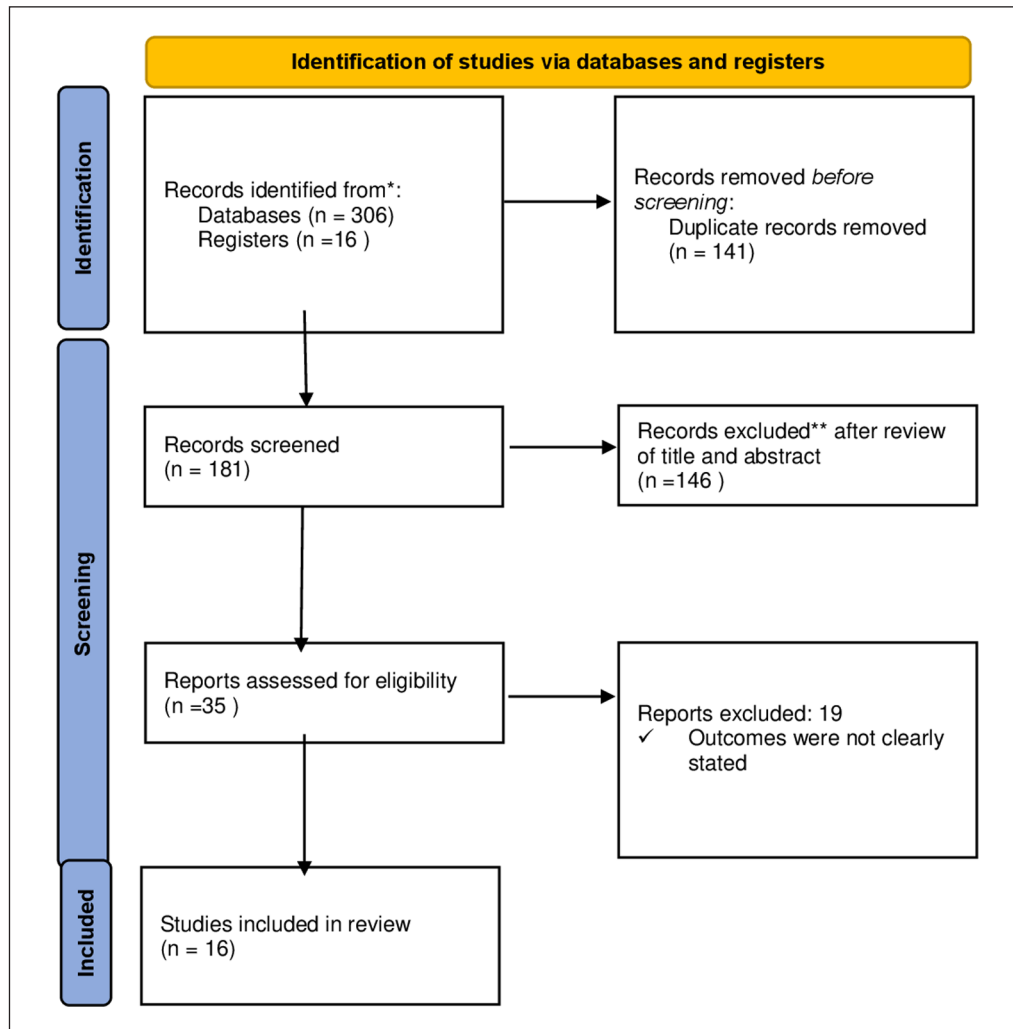 Identification of studies via databases and registers
Identification
Records identified from*:
Databases (n = 306)
Registers (n =16 )
Records removed before
screening:
Duplicate records removed
(n = 141)
Screening
Records screened
(n = 181)
Records excluded** after review
of title and abstract
(n =146 )
Reports assessed for eligibility
(n =35 )
Reports excluded: 19
✓ Outcomes were not clearly
stated
Included
Studies included in review
(n = 16)